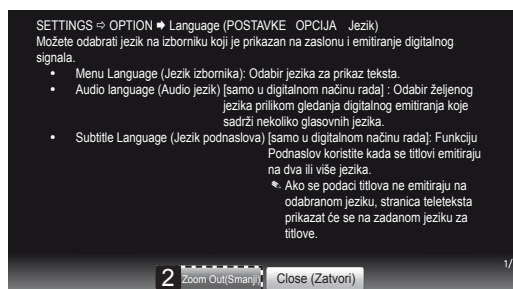 SETTINGS ⇨ OPTION ➡ Language (POSTAVKE OPCIJA Jezik)
Možete odabrati jezik na izborniku koji je prikazan na zaslonu i emitiranje digitalnog
signala.
• Menu Language (Jezik izbornika): Odabir jezika za prikaz teksta.
• Audio language (Audio jezik) [samo u digitalnom načinu rada] : Odabir željenog
jezika prilikom gledanja digitalnog emitiranja koje
sadrži nekoliko glasovnih jezika.
• Subtitle Language (Jezik podnaslova) [samo u digitalnom načinu rada]: Funkciju
Podnaslov koristite kada se titlovi emitiraju
na dva ili više jezika.
✎ Ako se podaci titlova ne emitiraju na
odabranom jeziku, stranica teleteksta
prikazat će se na zadanom jeziku za
titlove.
1/
2 Zoom Out(Smanji) Close (Zatvori)